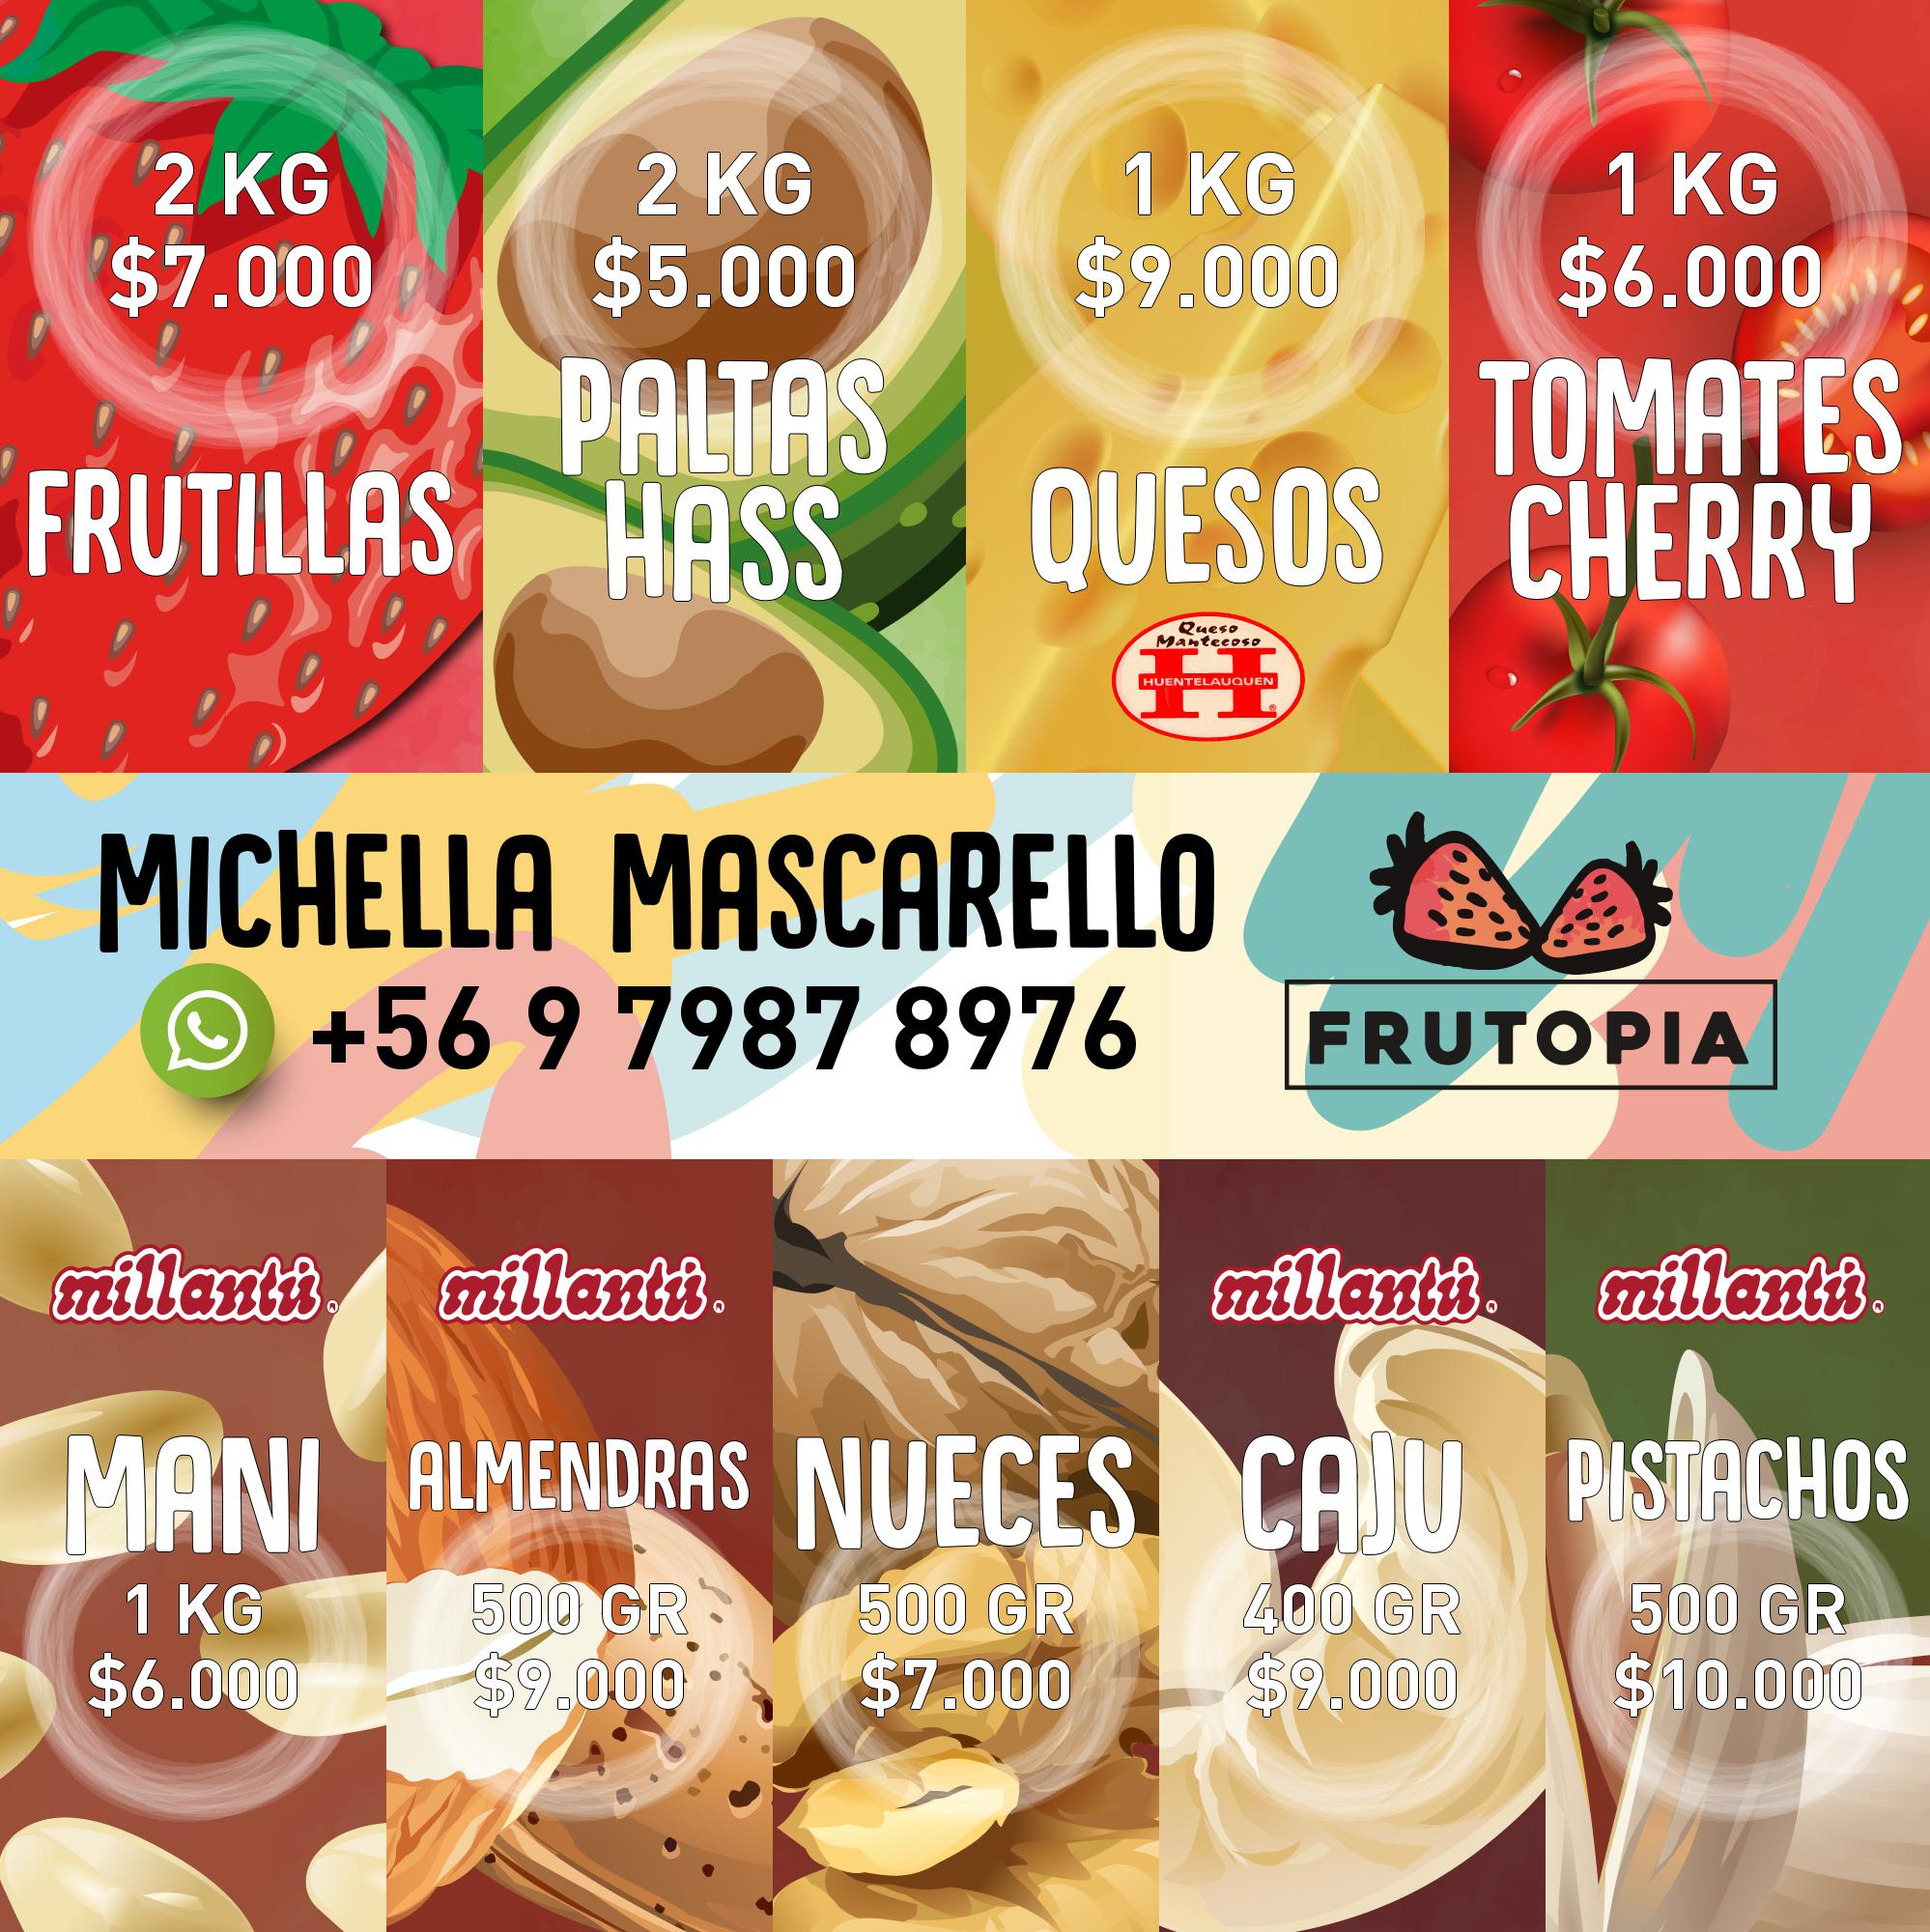 2 KG
$7.000
FRUTILLAS
2 KG
$5.000
PALTAS
HASS
1 KG
$9.000
QUESOS
Queso
Mantecoso
H
HUENTELAUQUEN
®
1 KG
$6.000
TOMATES
CHERRY
MICHELLA MASCARELLO
+56 9 7987 8976
FRUTOPIA
millantú®
MANI
1 KG
$6.000
millantú®
ALMENDRAS
500 GR
$9.000
NUECES
500 GR
$7.000
millantú®
CAJU
400 GR
$9.000
millantú®
PISTACHOS
500 GR
$10.000